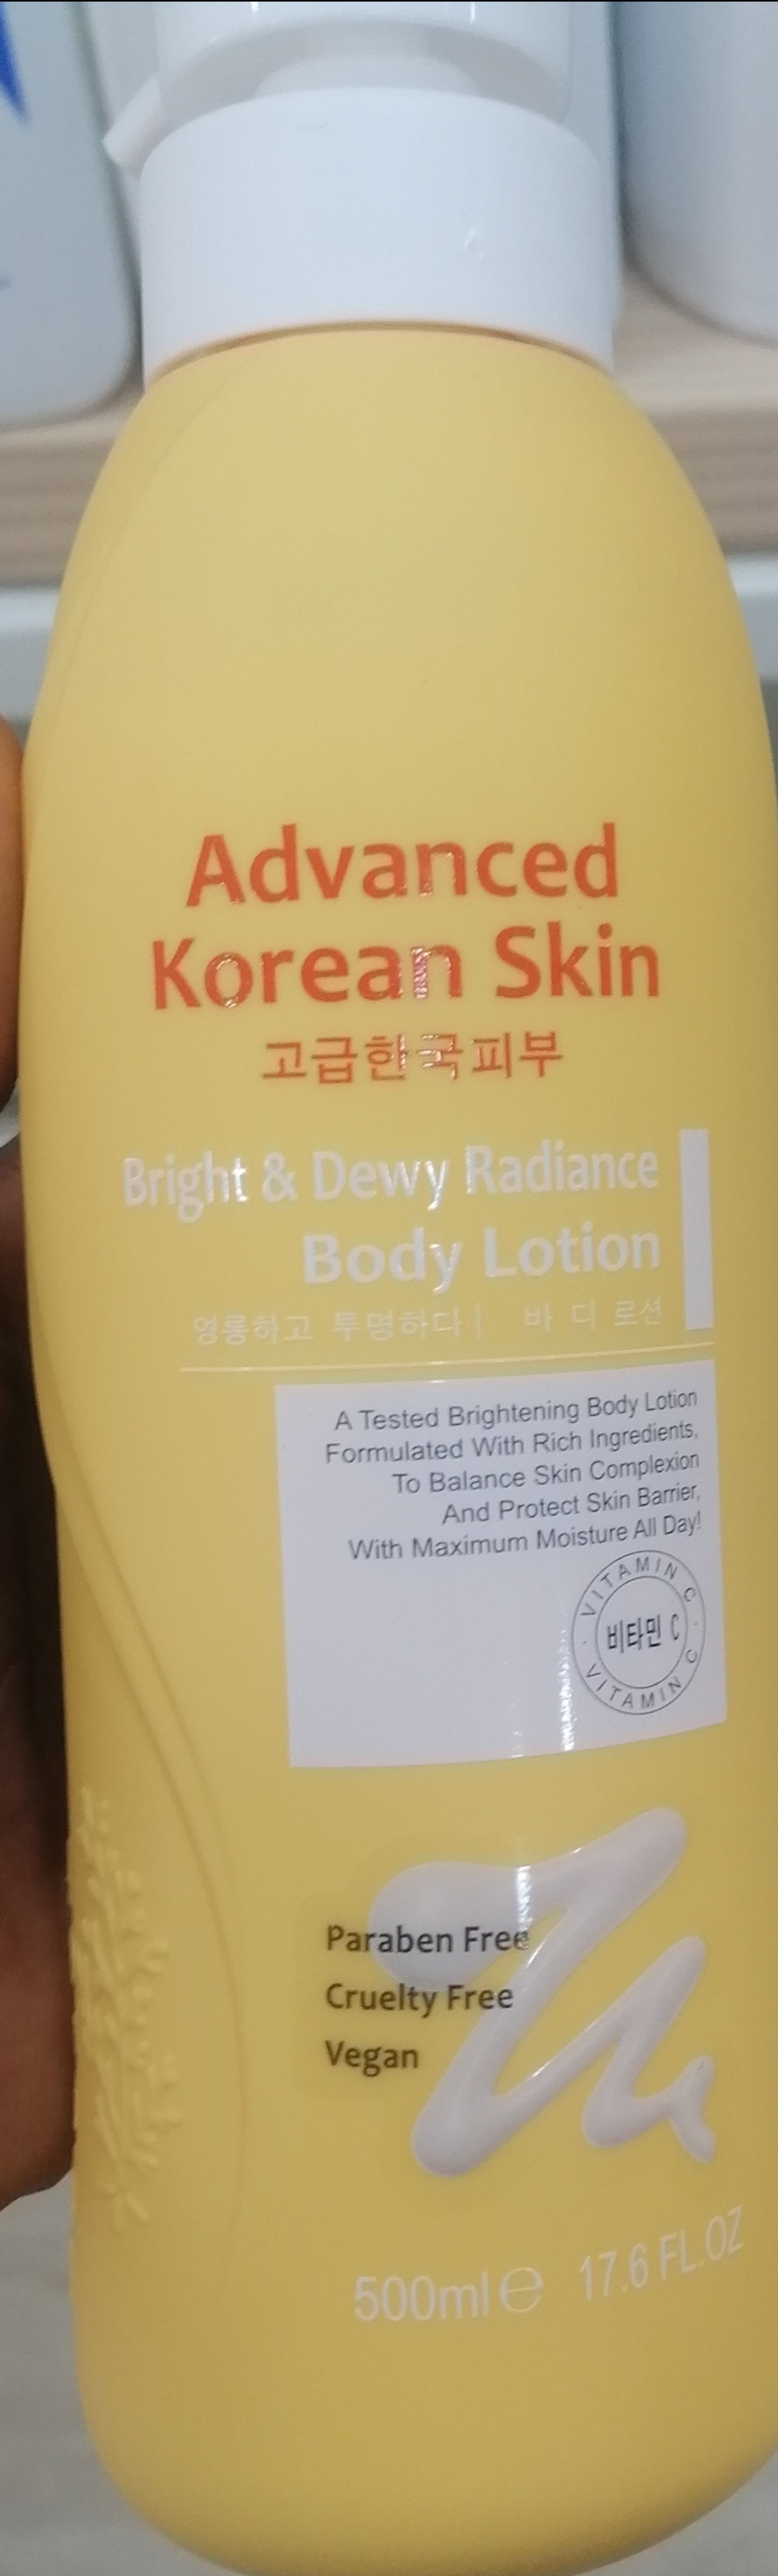 Advanced
Korean Skin
고급한국피부
Bright & Dewy Radiance
Body Lotion
영롱하고 투명하다| 바 디 로션
A Tested Brightening Body Lotion
Formulated With Rich Ingredients,
To Balance Skin Complexion
And Protect Skin Barrier,
With Maximum Moisture All Day!
VITAMIN C
비타민 C
VITAMIN C
Paraben Free
Cruelty Free
Vegan
500ml ℮ 17.6 FL.OZ